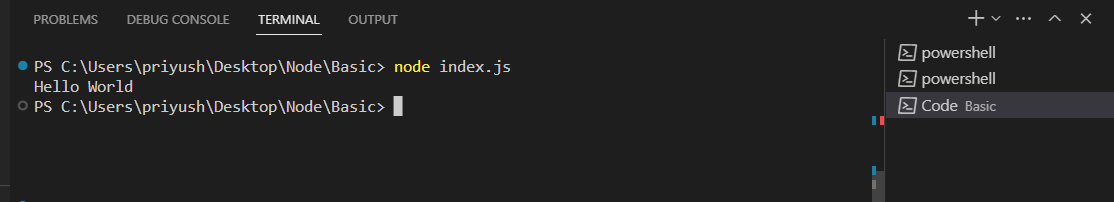 PROBLEMS DEBUG CONSOLE TERMINAL OUTPUT
PS C:\Users\priyush\Desktop\Node\Basic> node index.js
Hello World
PS C:\Users\priyush\Desktop\Node\Basic>
powershell
powershell
Code Basic